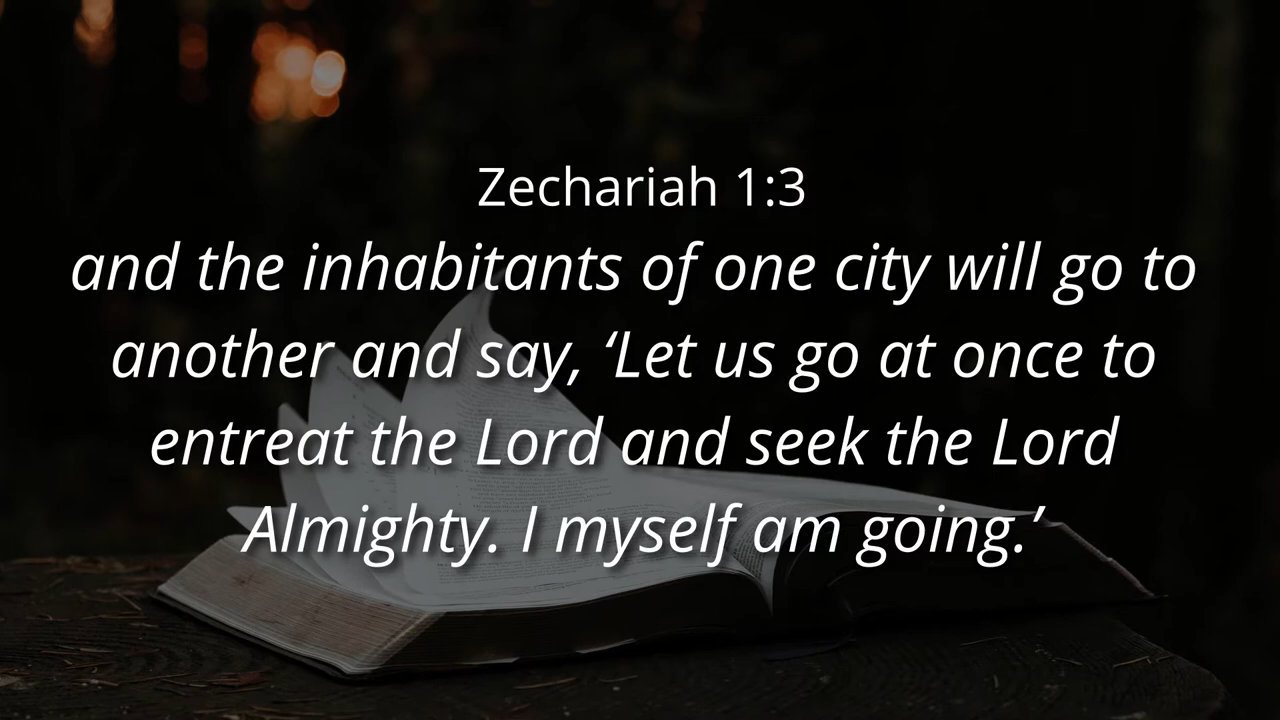 Zechariah 1:3
and the inhabitants of one city will go to
another and say, ‘Let us go at once to
entreat the Lord and seek the Lord
Almighty. I myself am going.’